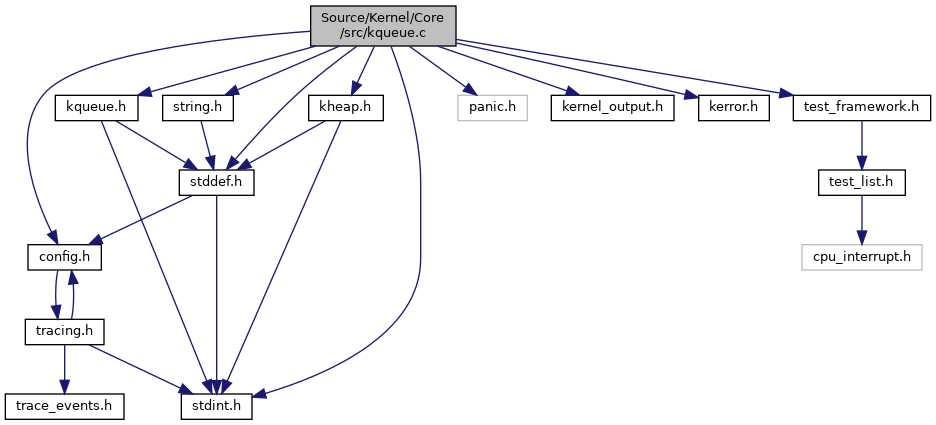 Source/Kernel/Core
/src/kqueue.c
kqueue.h
string.h
kheap.h
panic.h
kernel_output.h
kerror.h
test_framework.h
stddef.h
test_list.h
config.h
cpu_interrupt.h
tracing.h
trace_events.h
stdint.h